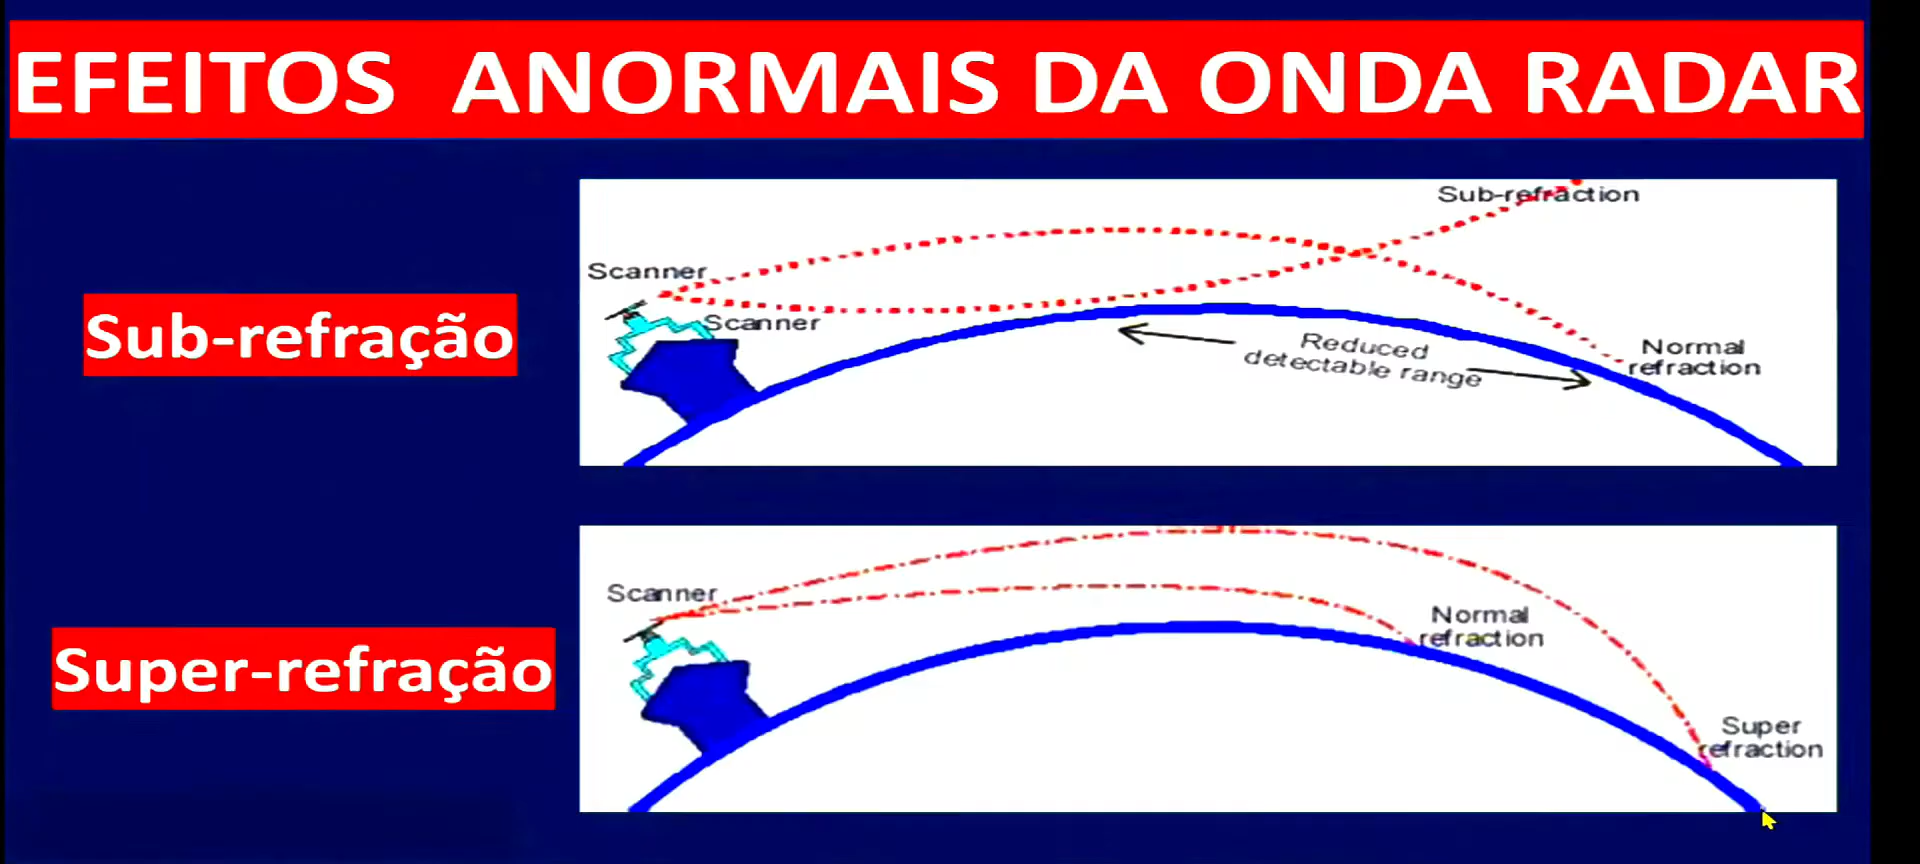 EFEITOS ANORMAIS DA ONDA RADAR
Sub-refração
Sub-refraction
Scanner
Scanner
Reduced
detectable range
Normal
refraction
Super-refração
Scanner
Normal
refraction
Super
refraction